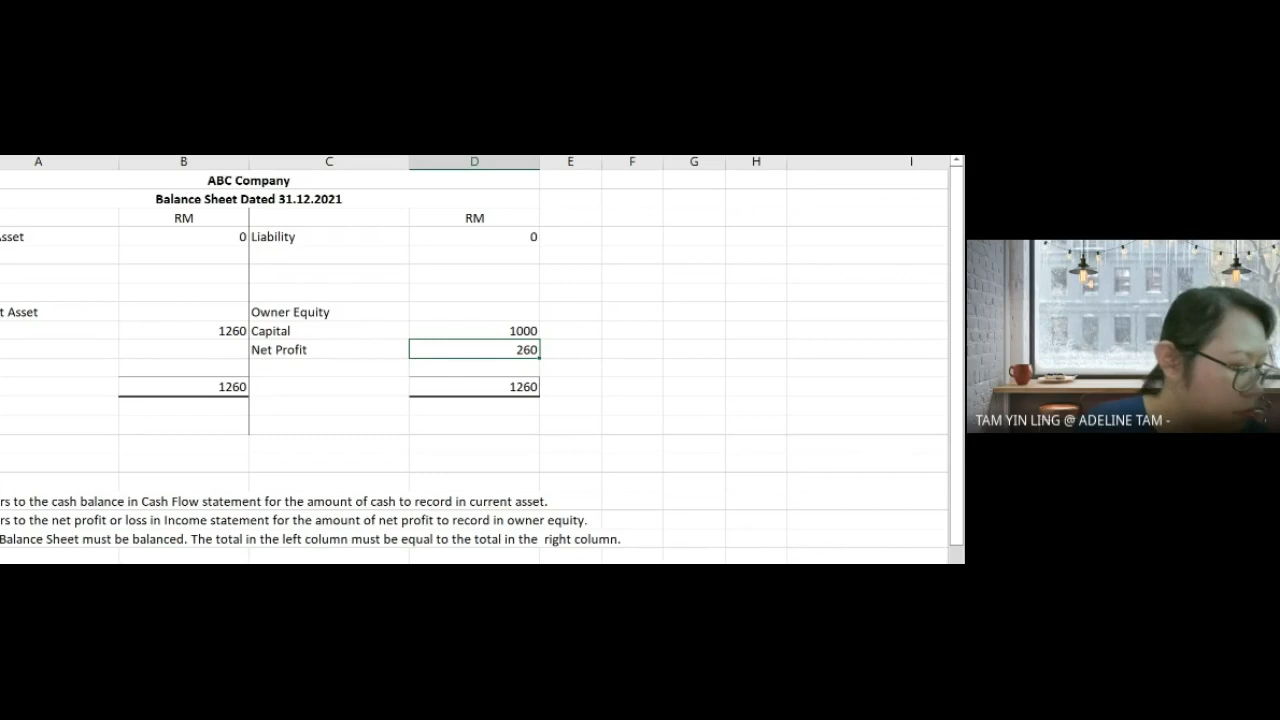 A B C D E F G H I
ABC Company
Balance Sheet Dated 31.12.2021
RM RM
sset 0 Liability 0
t Asset Owner Equity
1260 Capital 1000
Net Profit 260
1260 1260
rs to the cash balance in Cash Flow statement for the amount of cash to record in current asset.
rs to the net profit or loss in Income statement for the amount of net profit to record in owner equity.
Balance Sheet must be balanced. The total in the left column must be equal to the total in the right column.
TAM YIN LING @ ADELINE TAM -